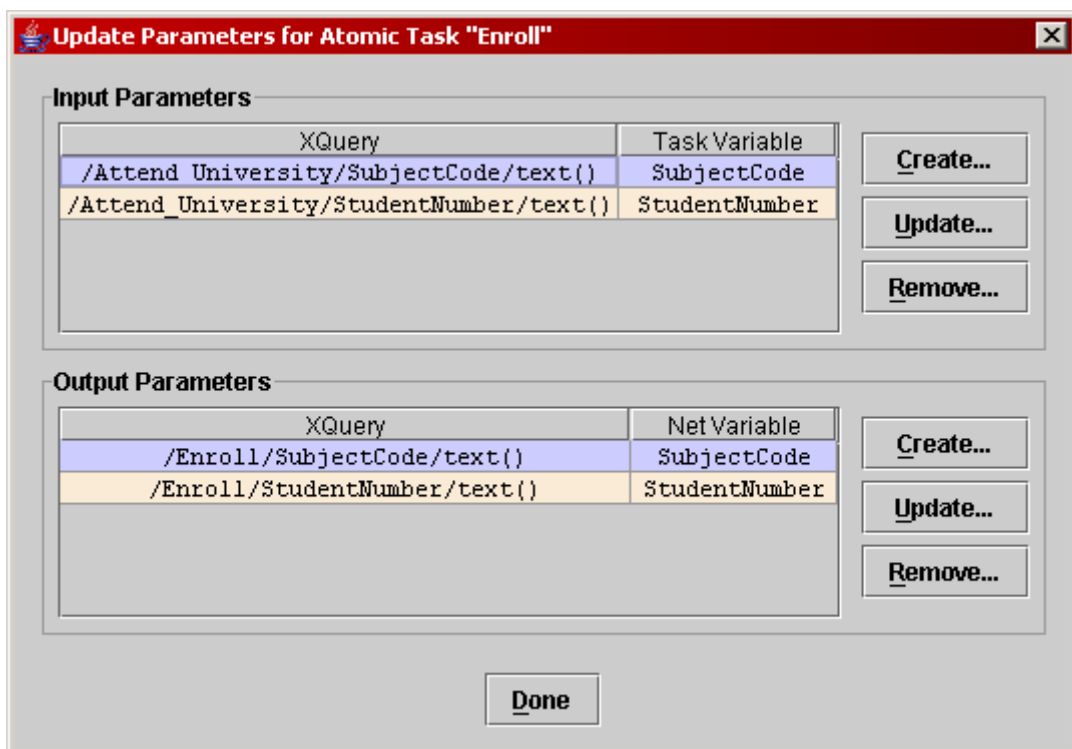 Update Parameters for Atomic Task "Enroll"
Input Parameters
XQuery Task Variable
/Attend_University/SubjectCode/text() SubjectCode
/Attend_University/StudentNumber/text() StudentNumber
Create...
Update...
Remove...
Output Parameters
XQuery Net Variable
/Enroll/SubjectCode/text() SubjectCode
/Enroll/StudentNumber/text() StudentNumber
Create...
Update...
Remove...
Done